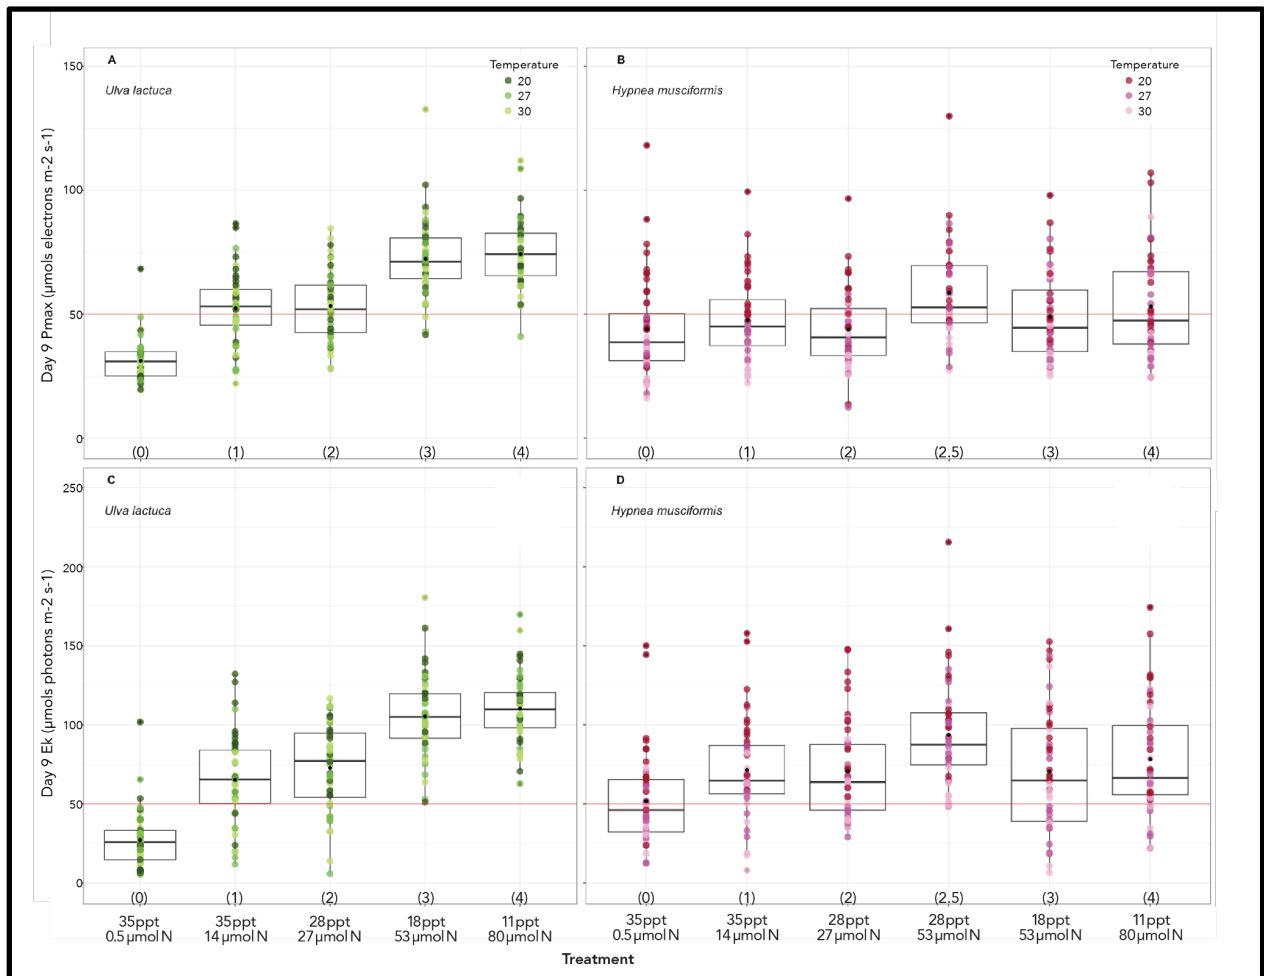 A
Ulva lactuca
Temperature
20
27
30
B
Hypnea musciformis
Temperature
20
27
30
Day 9 Pmax (µmols electrons m-2 s-1)
150
100
50
0
(0) (1) (2) (3) (4)
(0) (1) (2) (2.5) (3) (4)
C
Ulva lactuca
D
Hypnea musciformis
Day 9 Ek (µmols photons m-2 s-1)
250
200
150
100
50
0
(0) (1) (2) (3) (4)
(0) (1) (2) (2,5) (3) (4)
35ppt 35ppt 28ppt 18ppt 11ppt 35ppt 35ppt 28ppt 28ppt 18ppt 11ppt
0.5µmol N 14µmol N 27µmol N 53µmol N 80µmol N 0.5µmol N 14µmol N 27µmol N 53µmol N 53µmol N 80µmol N
Treatment